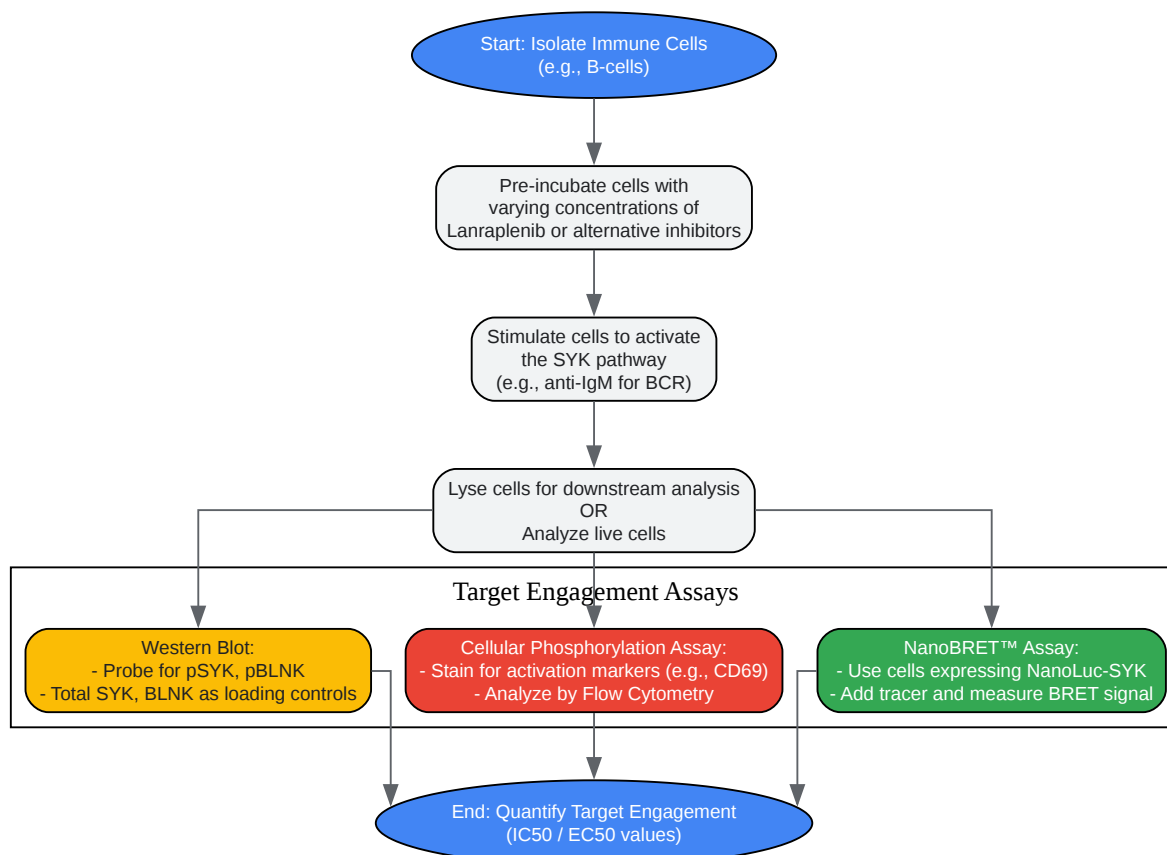 Start: Isolate Immune Cells
(e.g., B-cells)
Pre-incubate cells with
varying concentrations of
Lanraplenib or alternative inhibitors
Stimulate cells to activate
the SYK pathway
(e.g., anti-IgM for BCR)
Lyse cells for downstream analysis
OR
Analyze live cells
Target Engagement Assays
Western Blot:
- Probe for pSYK, pBLNK
- Total SYK, BLNK as loading controls
Cellular Phosphorylation Assay:
- Stain for activation markers (e.g., CD69)
- Analyze by Flow Cytometry
NanoBRET™ Assay:
- Use cells expressing NanoLuc-SYK
- Add tracer and measure BRET signal
End: Quantify Target Engagement
(IC50 / EC50 values)